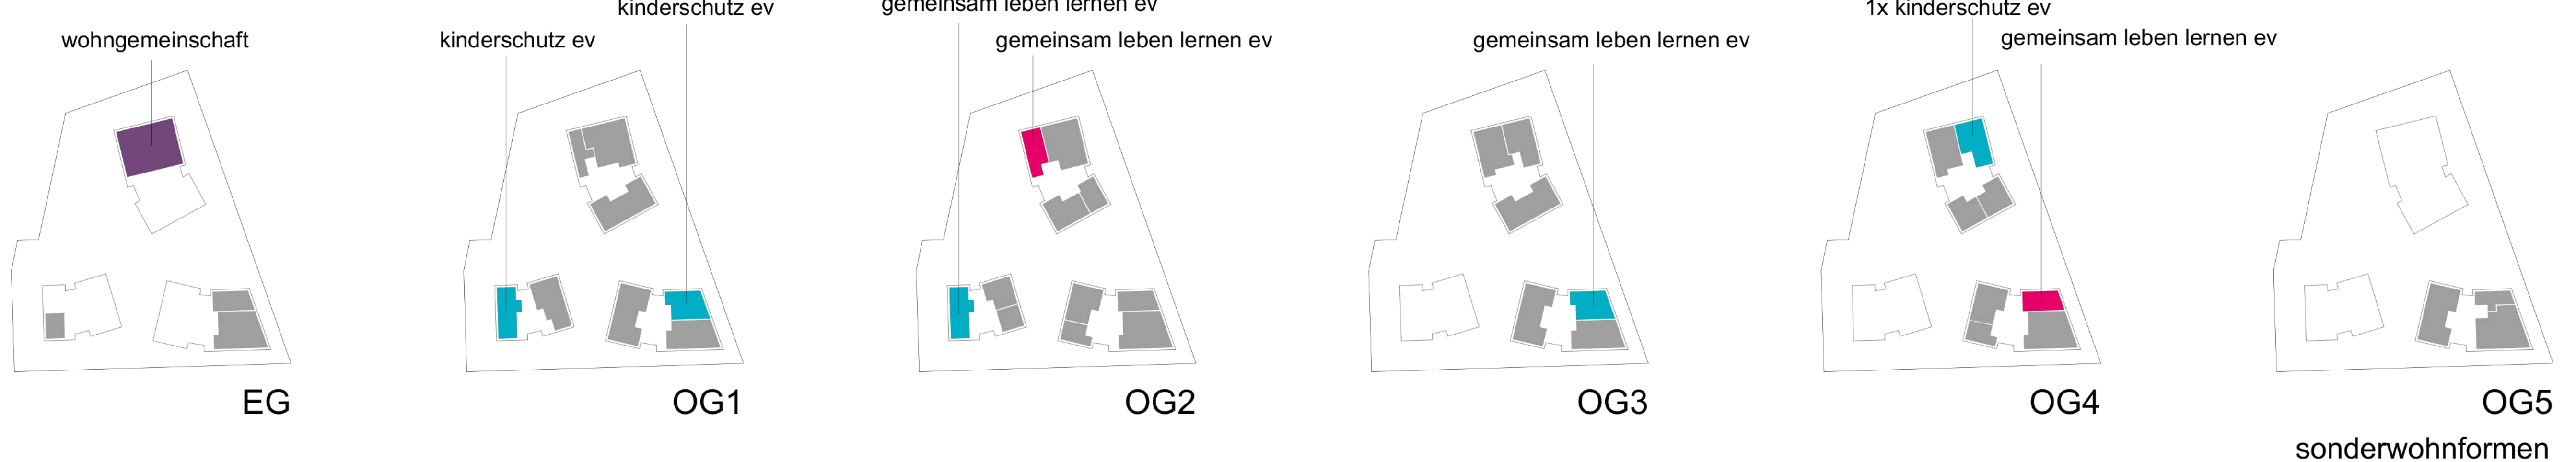 kinderschutz ev
gemeinsam leben lernen ev
1x kinderschutz ev
wohngemeinschaft
kinderschutz ev
gemeinsam leben lernen ev
gemeinsam leben lernen ev
gemeinsam leben lernen ev
EG
OG1
OG2
OG3
OG4
OG5
sonderwohnformen